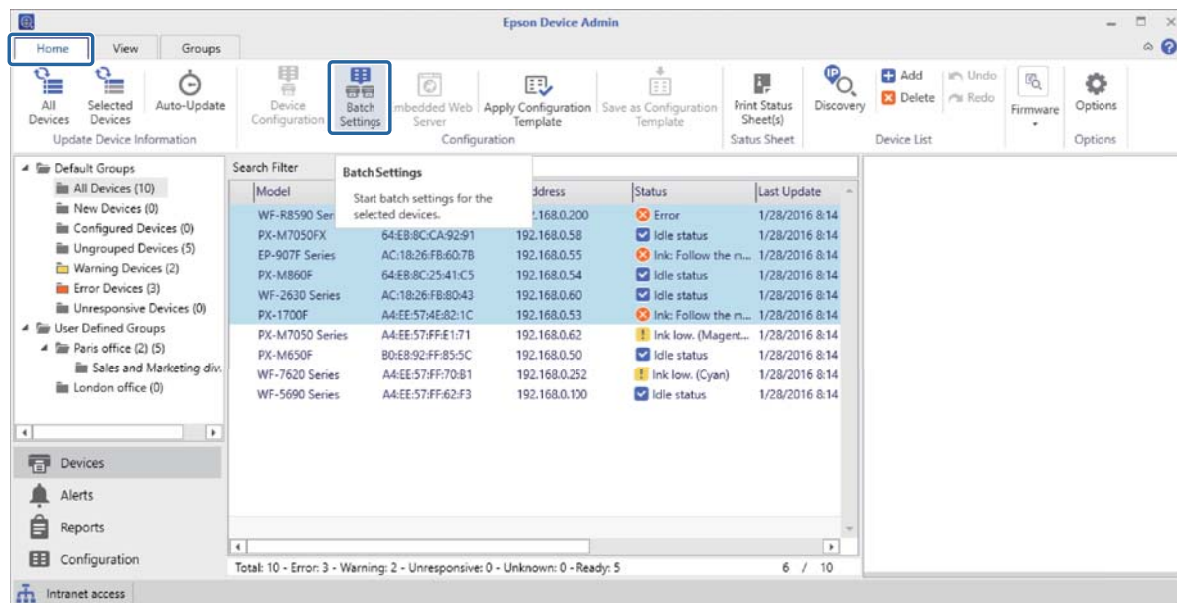 Epson Device Admin
Home View Groups
All Devices
Selected Devices
Auto-Update
Update Device Information
Device Configuration
Batch Settings
mbedded Web Server
Apply Configuration Template
Save as Configuration Template
Configuration
Print Status Sheet(s)
Satus Sheet
IP
Discovery
Add
Delete
Undo
Redo
Device List
Firmware
Options
Options
Default Groups
All Devices (10)
New Devices (0)
Configured Devices (0)
Ungrouped Devices (5)
Warning Devices (2)
Error Devices (3)
Unresponsive Devices (0)
User Defined Groups
Paris office (2) (5)
Sales and Marketing div.
London office (0)
Devices
Alerts
Reports
Configuration
Search Filter
Batch Settings
Start batch settings for the
selected devices.
Model ddress Status Last Update
WF-R8590 Ser .168.0.200 Error 1/28/2016 8:14
PX-M7050FX 64:EB:8C:CA:92:91 192.168.0.58 Idle status 1/28/2016 8:14
EP-907F Series AC:18:26:FB:60:7B 192.168.0.55 Ink: Follow the n... 1/28/2016 8:14
PX-M860F 64:EB:8C:25:41:C5 192.168.0.54 Idle status 1/28/2016 8:14
WF-2630 Series AC:18:26:FB:80:43 192.168.0.60 Idle status 1/28/2016 8:14
PX-1700F A4:EE:57:4E:82:1C 192.168.0.53 Ink: Follow the n... 1/28/2016 8:14
PX-M7050 Series A4:EE:57:FF:E1:71 192.168.0.62 Ink low. (Magent... 1/28/2016 8:14
PX-M650F B0:E8:92:FF:85:5C 192.168.0.50 Idle status 1/28/2016 8:14
WF-7620 Series A4:EE:57:FF:70:B1 192.168.0.252 Ink low. (Cyan) 1/28/2016 8:14
WF-5690 Series A4:EE:57:FF:62:F3 192.168.0.100 Idle status 1/28/2016 8:14
Total: 10 - Error: 3 - Warning: 2 - Unresponsive: 0 - Unknown: 0 -Ready: 5 6 / 10
Intranet access